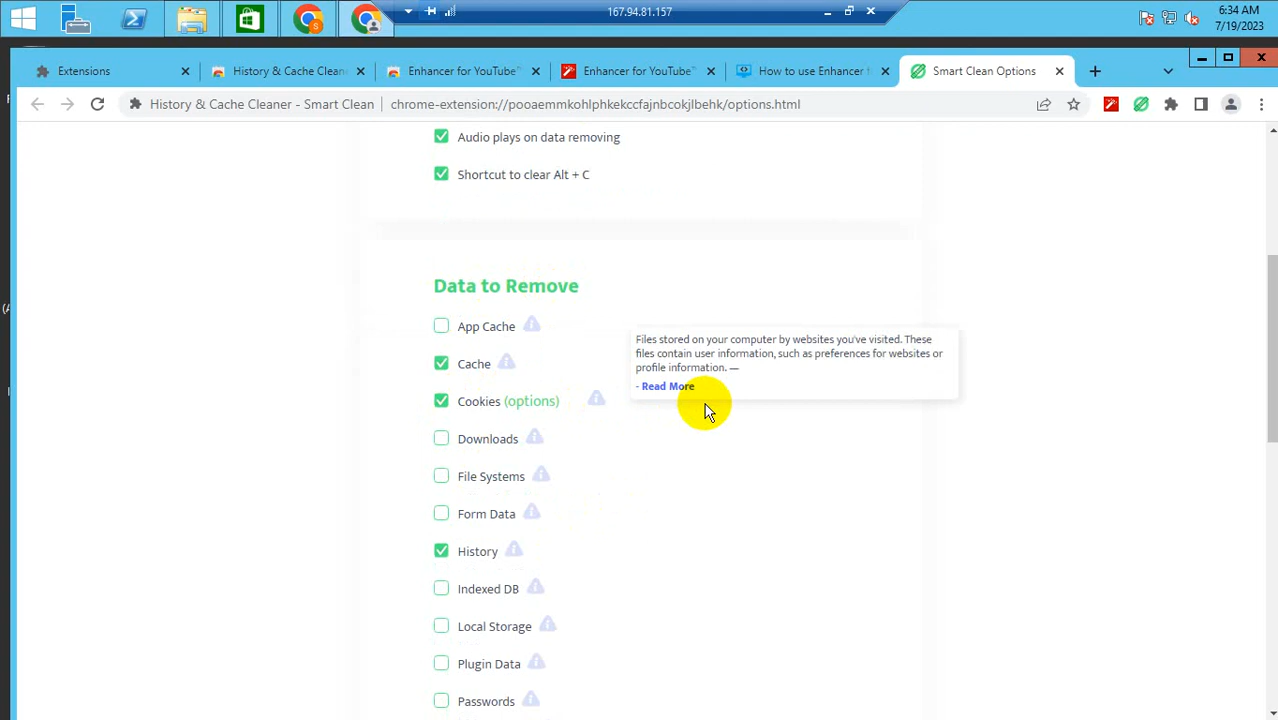 167.94.81.157
6:34 AM
7/19/2023
Extensions
History & Cache Clean
Enhancer for YouTube™
Enhancer for YouTube™
How to use Enhancer f
Smart Clean Options
History & Cache Cleaner - Smart Clean
chrome-extension://pooaemmkohlphkekccfajnbcokjlbehk/options.html
Audio plays on data removing
Shortcut to clear Alt + C
Data to Remove
App Cache
Cache
Cookies (options)
Files stored on your computer by websites you've visited. These
files contain user information, such as preferences for websites or
profile information. —
- Read More
Downloads
File Systems
Form Data
History
Indexed DB
Local Storage
Plugin Data
Passwords